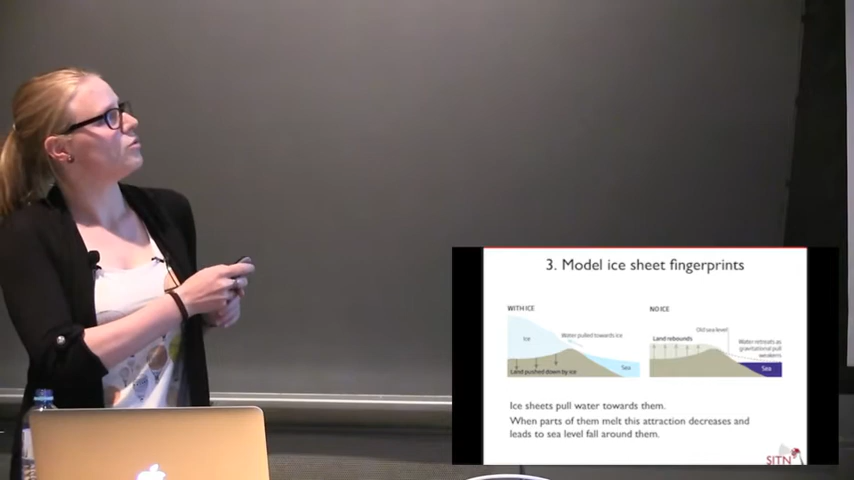 3. Model ice sheet fingerprints
WITH ICE
NO ICE
Old sea level
Water pulled towards ice
Land rebounds
Ice
Water retreats as
gravitational pull
weakens
Sea
Sea
Land pushed down by ice
Ice sheets pull water towards them.
When parts of them melt this attraction decreases and
leads to sea level fall around them.
SITN